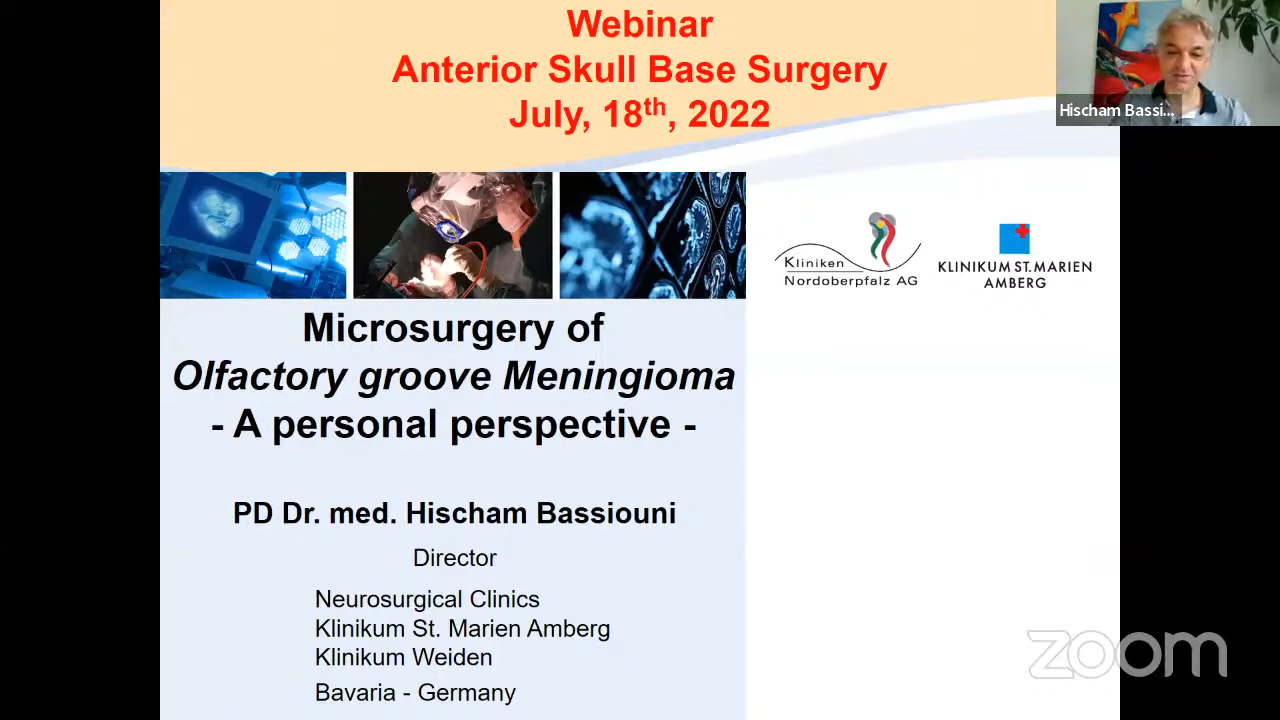 Webinar
Anterior Skull Base Surgery
July, 18th, 2022
Hischam Bassi...
Kliniken
Nordoberpfalz AG
KLINIKUM ST. MARIEN
AMBERG
Microsurgery of
Olfactory groove Meningioma
- A personal perspective -
PD Dr. med. Hischam Bassiouni
Director
Neurosurgical Clinics
Klinikum St. Marien Amberg
Klinikum Weiden
Bavaria - Germany
zoom